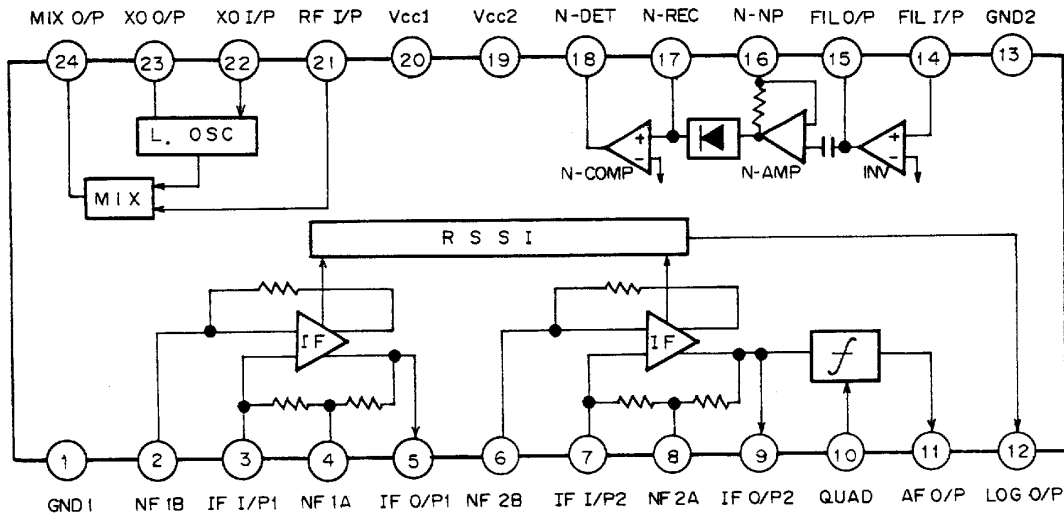 MIX O/P XO O/P XO I/P RF I/P Vcc1 Vcc2 N-DET N-REC N-NP FIL O/P FIL I/P GND2
24 23 22 21 20 19 18 17 16 15 14 13
L. OSC
MIX
+ -
+ -
N-COMP N-AMP INV
RSSI
IF IF
f
1 2 3 4 5 6 7 8 9 10 11 12
GND1 NF1B IF I/P1 NF1A IF O/P1 NF2B IF I/P2 NF2A IF O/P2 QUAD AF O/P LOG O/P